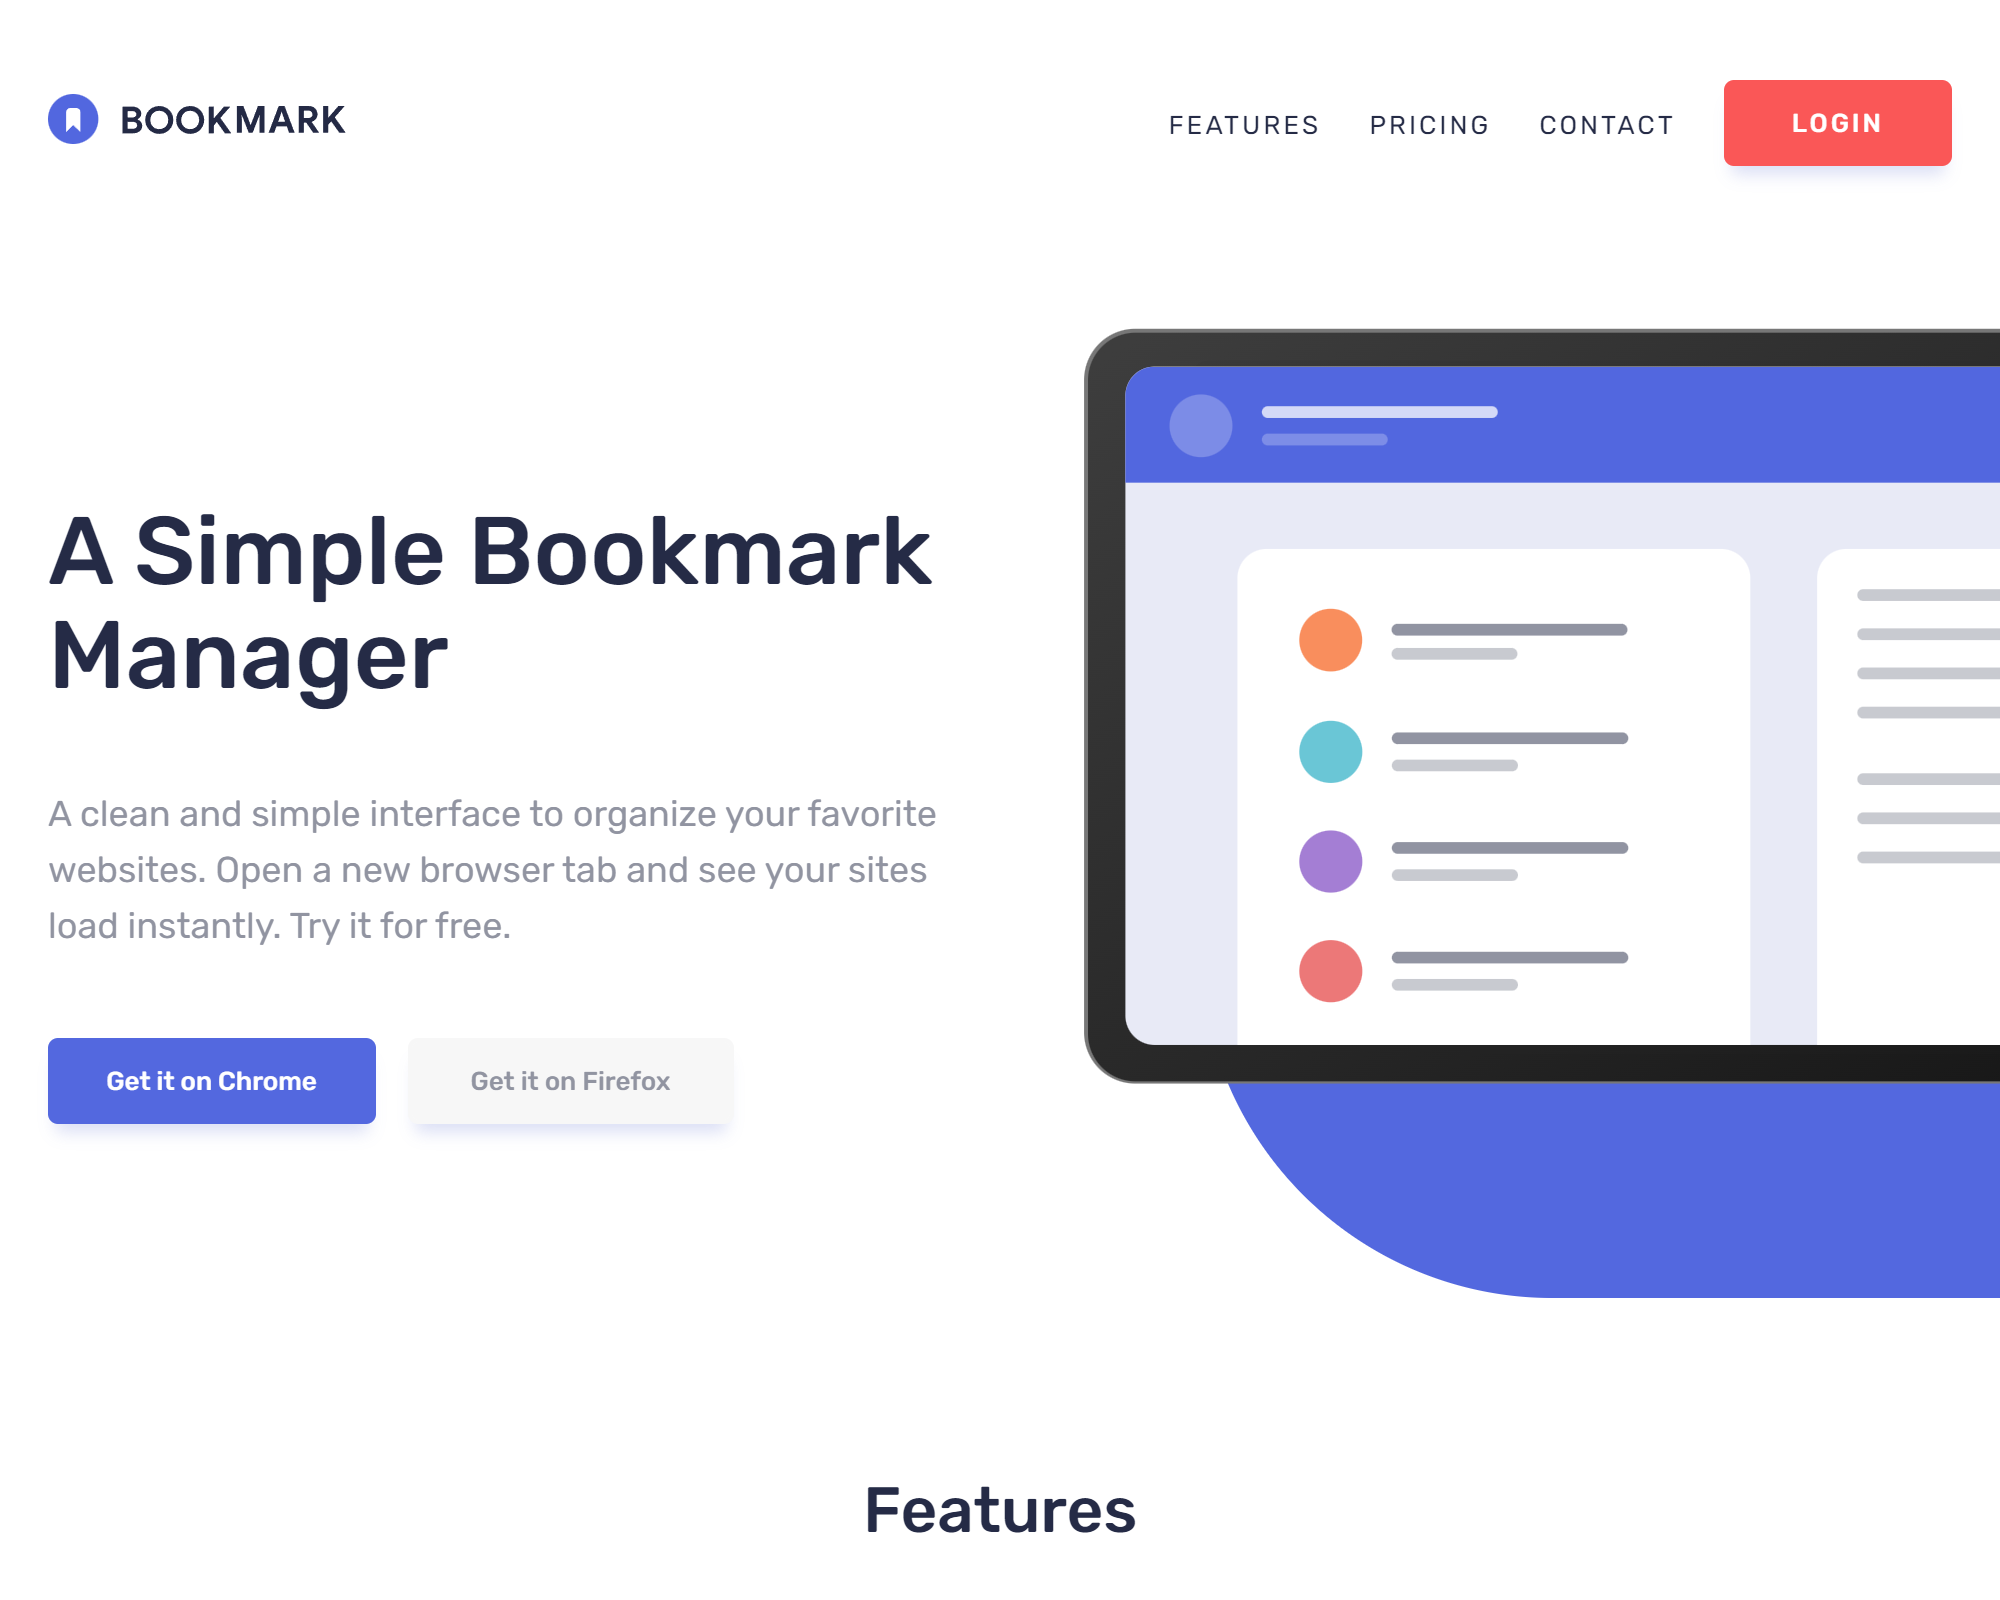 BOOKMARK
FEATURES
PRICING
CONTACT
LOGIN
A Simple Bookmark
Manager
A clean and simple interface to organize your favorite
websites. Open a new browser tab and see your sites
load instantly. Try it for free.
Get it on Chrome
Get it on Firefox
Features